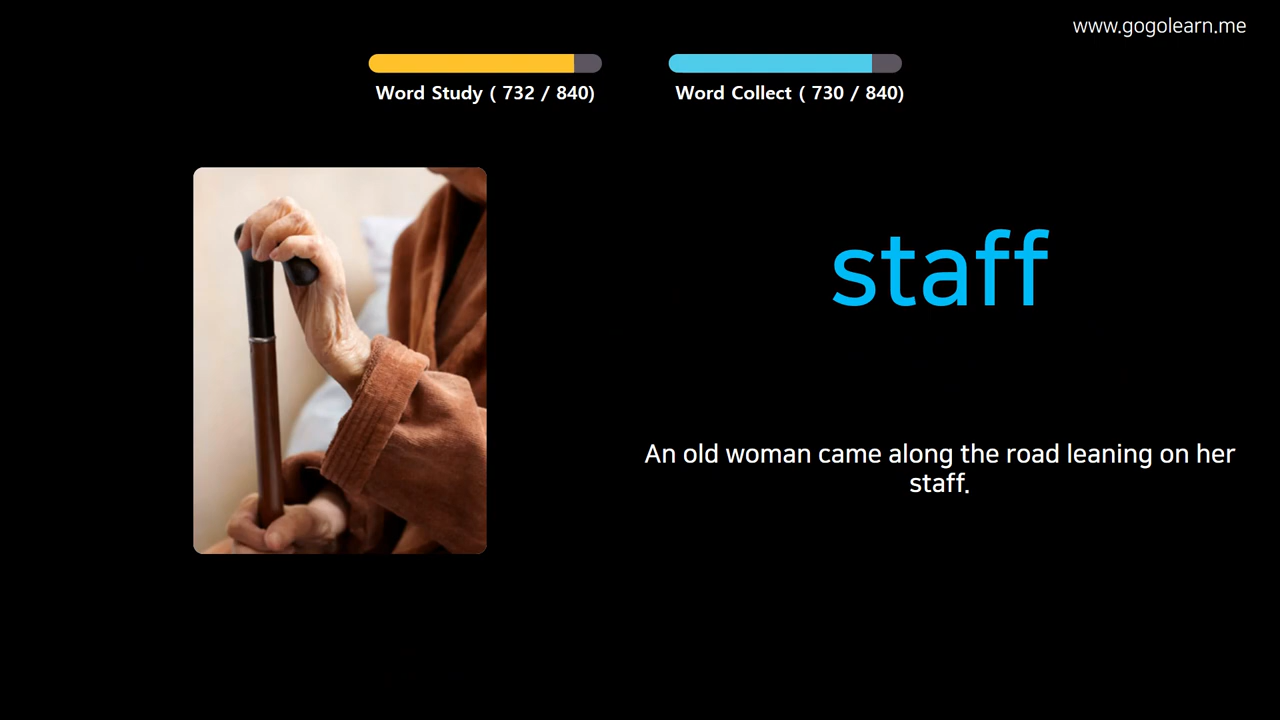 www.gogolearn.me
Word Study ( 732 / 840)
Word Collect ( 730 / 840)
staff
An old woman came along the road leaning on her
staff.